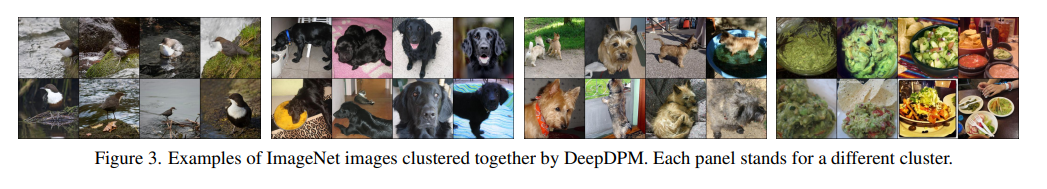 Figure 3. Examples of ImageNet images clustered together by DeepDPM. Each panel stands for a different cluster.